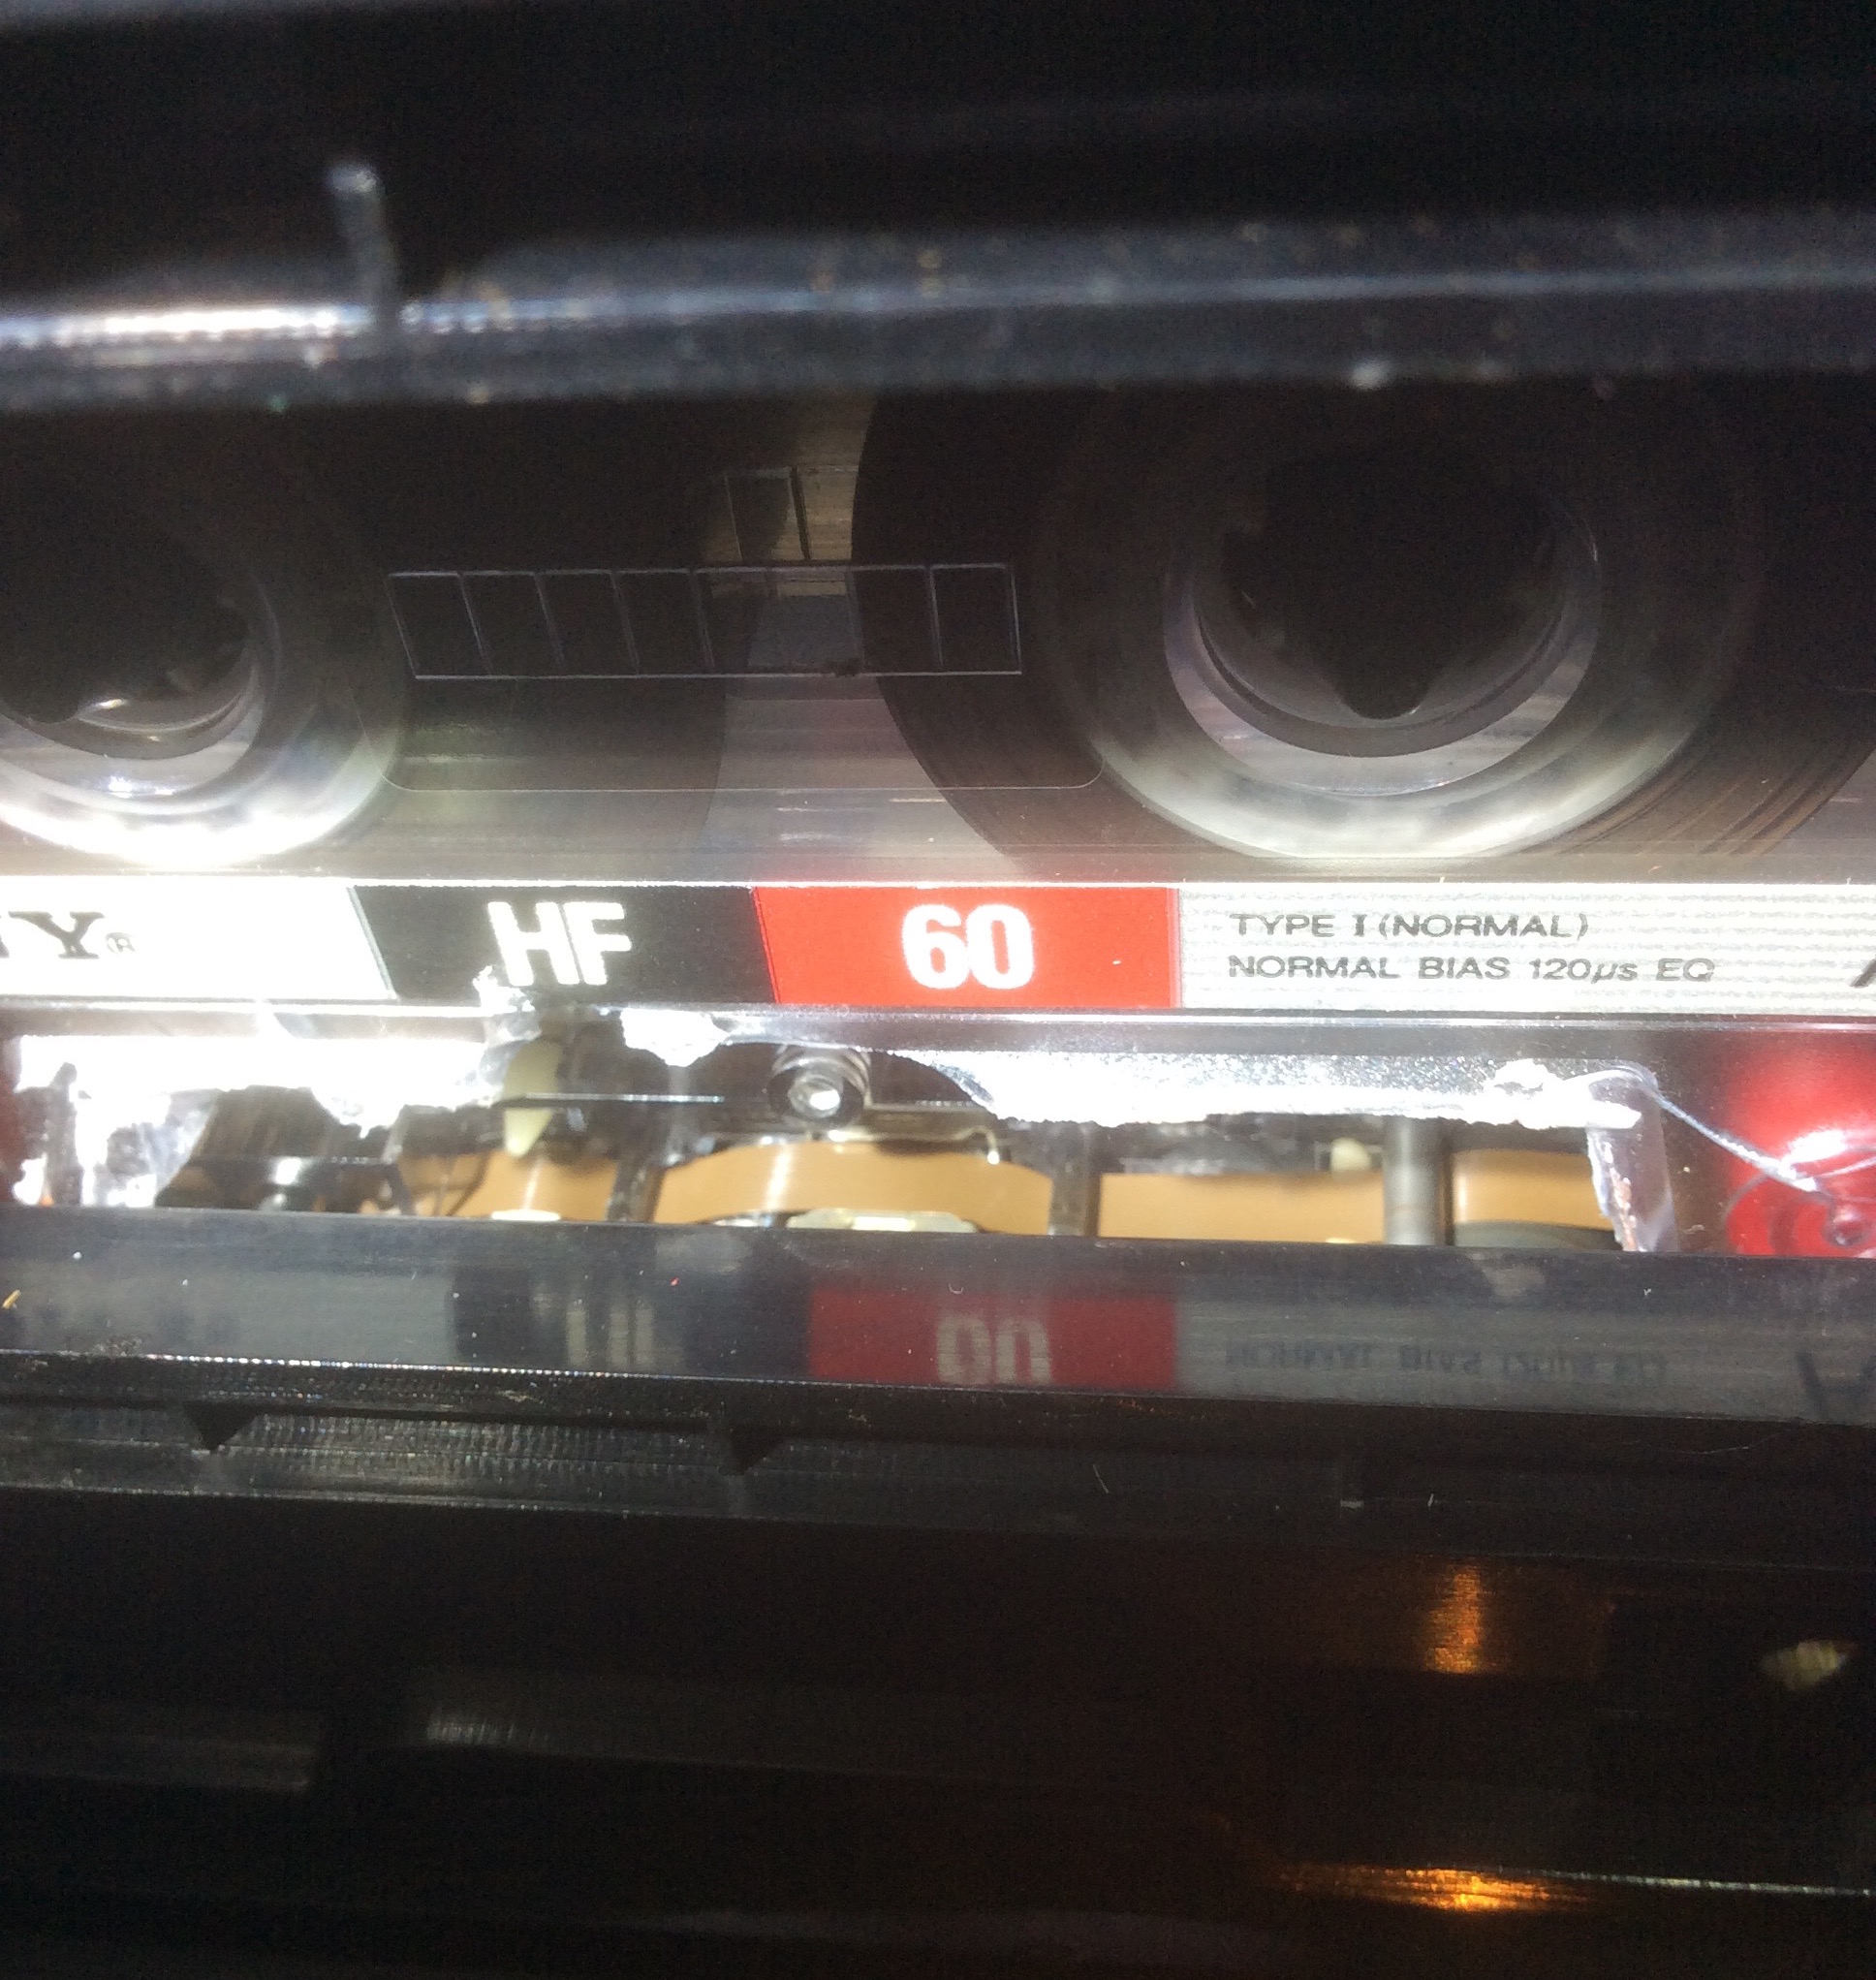 Y®
HF
60
TYPE I (NORMAL)
NORMAL BIAS 120µs EQ